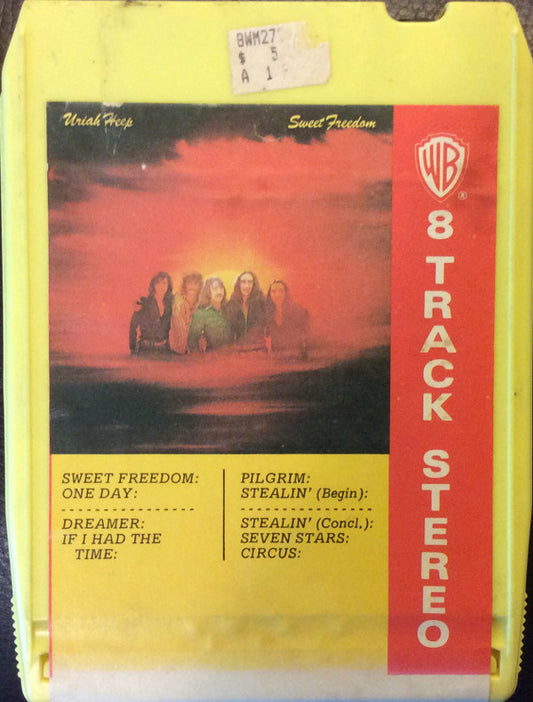 BWM27
$ 5
A 1
Uriah Heep
Sweet Freedom
WB
®
8 TRACK STEREO
SWEET FREEDOM:
ONE DAY:
DREAMER:
IF I HAD THE
TIME:
PILGRIM:
STEALIN' (Begin):
STEALIN' (Concl.):
SEVEN STARS:
CIRCUS: